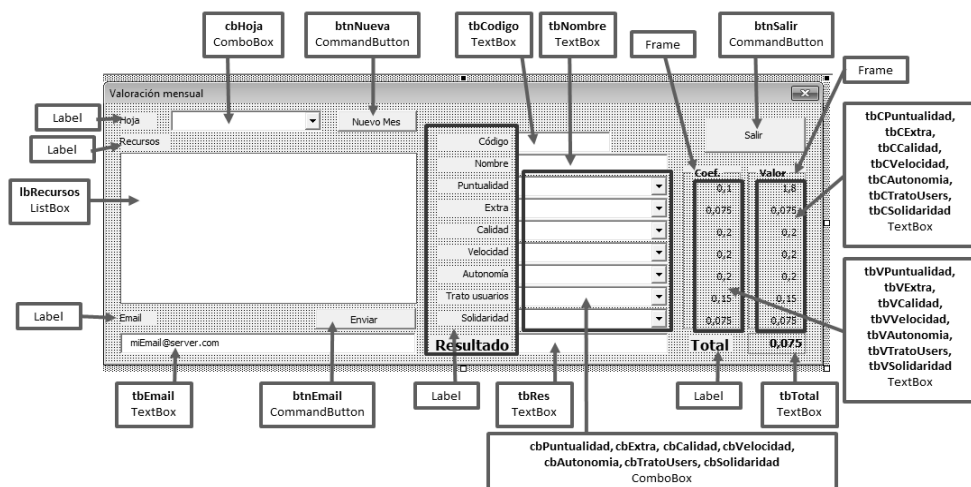 cbHoja
ComboBox
btnNueva
CommandButton
tbCodigo
TextBox
tbNombre
TextBox
Frame
btnSalir
CommandButton
Frame
Valoración mensual
Label
Hoja
Nuevo Mes
Salir
Label
Recursos
lbRecursos
ListBox
Código
Nombre
Puntualidad
Extra
Calidad
Velocidad
Autonomía
Trato usuarios
Solidaridad
Resultado
Coef.
0,1
0,075
0,2
0,2
0,2
0,15
0,075
Total
Valor
1,8
0,075
0,2
0,2
0,2
0,15
0,075
0,075
tbCPuntualidad,
tbCExtra,
tbCCalidad,
tbCVelocidad,
tbCAutonomia,
tbCTratoUsers,
tbCSolidaridad
TextBox
tbVPuntualidad,
tbVExtra,
tbVCalidad,
tbVVelocidad,
tbVAutonomia,
tbVTratoUsers,
tbVSolidaridad
TextBox
Label
Email
Enviar
miEmail@server.com
tbEmail
TextBox
btnEmail
CommandButton
Label
tbRes
TextBox
Label
tbTotal
TextBox
cbPuntualidad, cbExtra, cbCalidad, cbVelocidad,
cbAutonomia, cbTratoUsers, cbSolidaridad
ComboBox